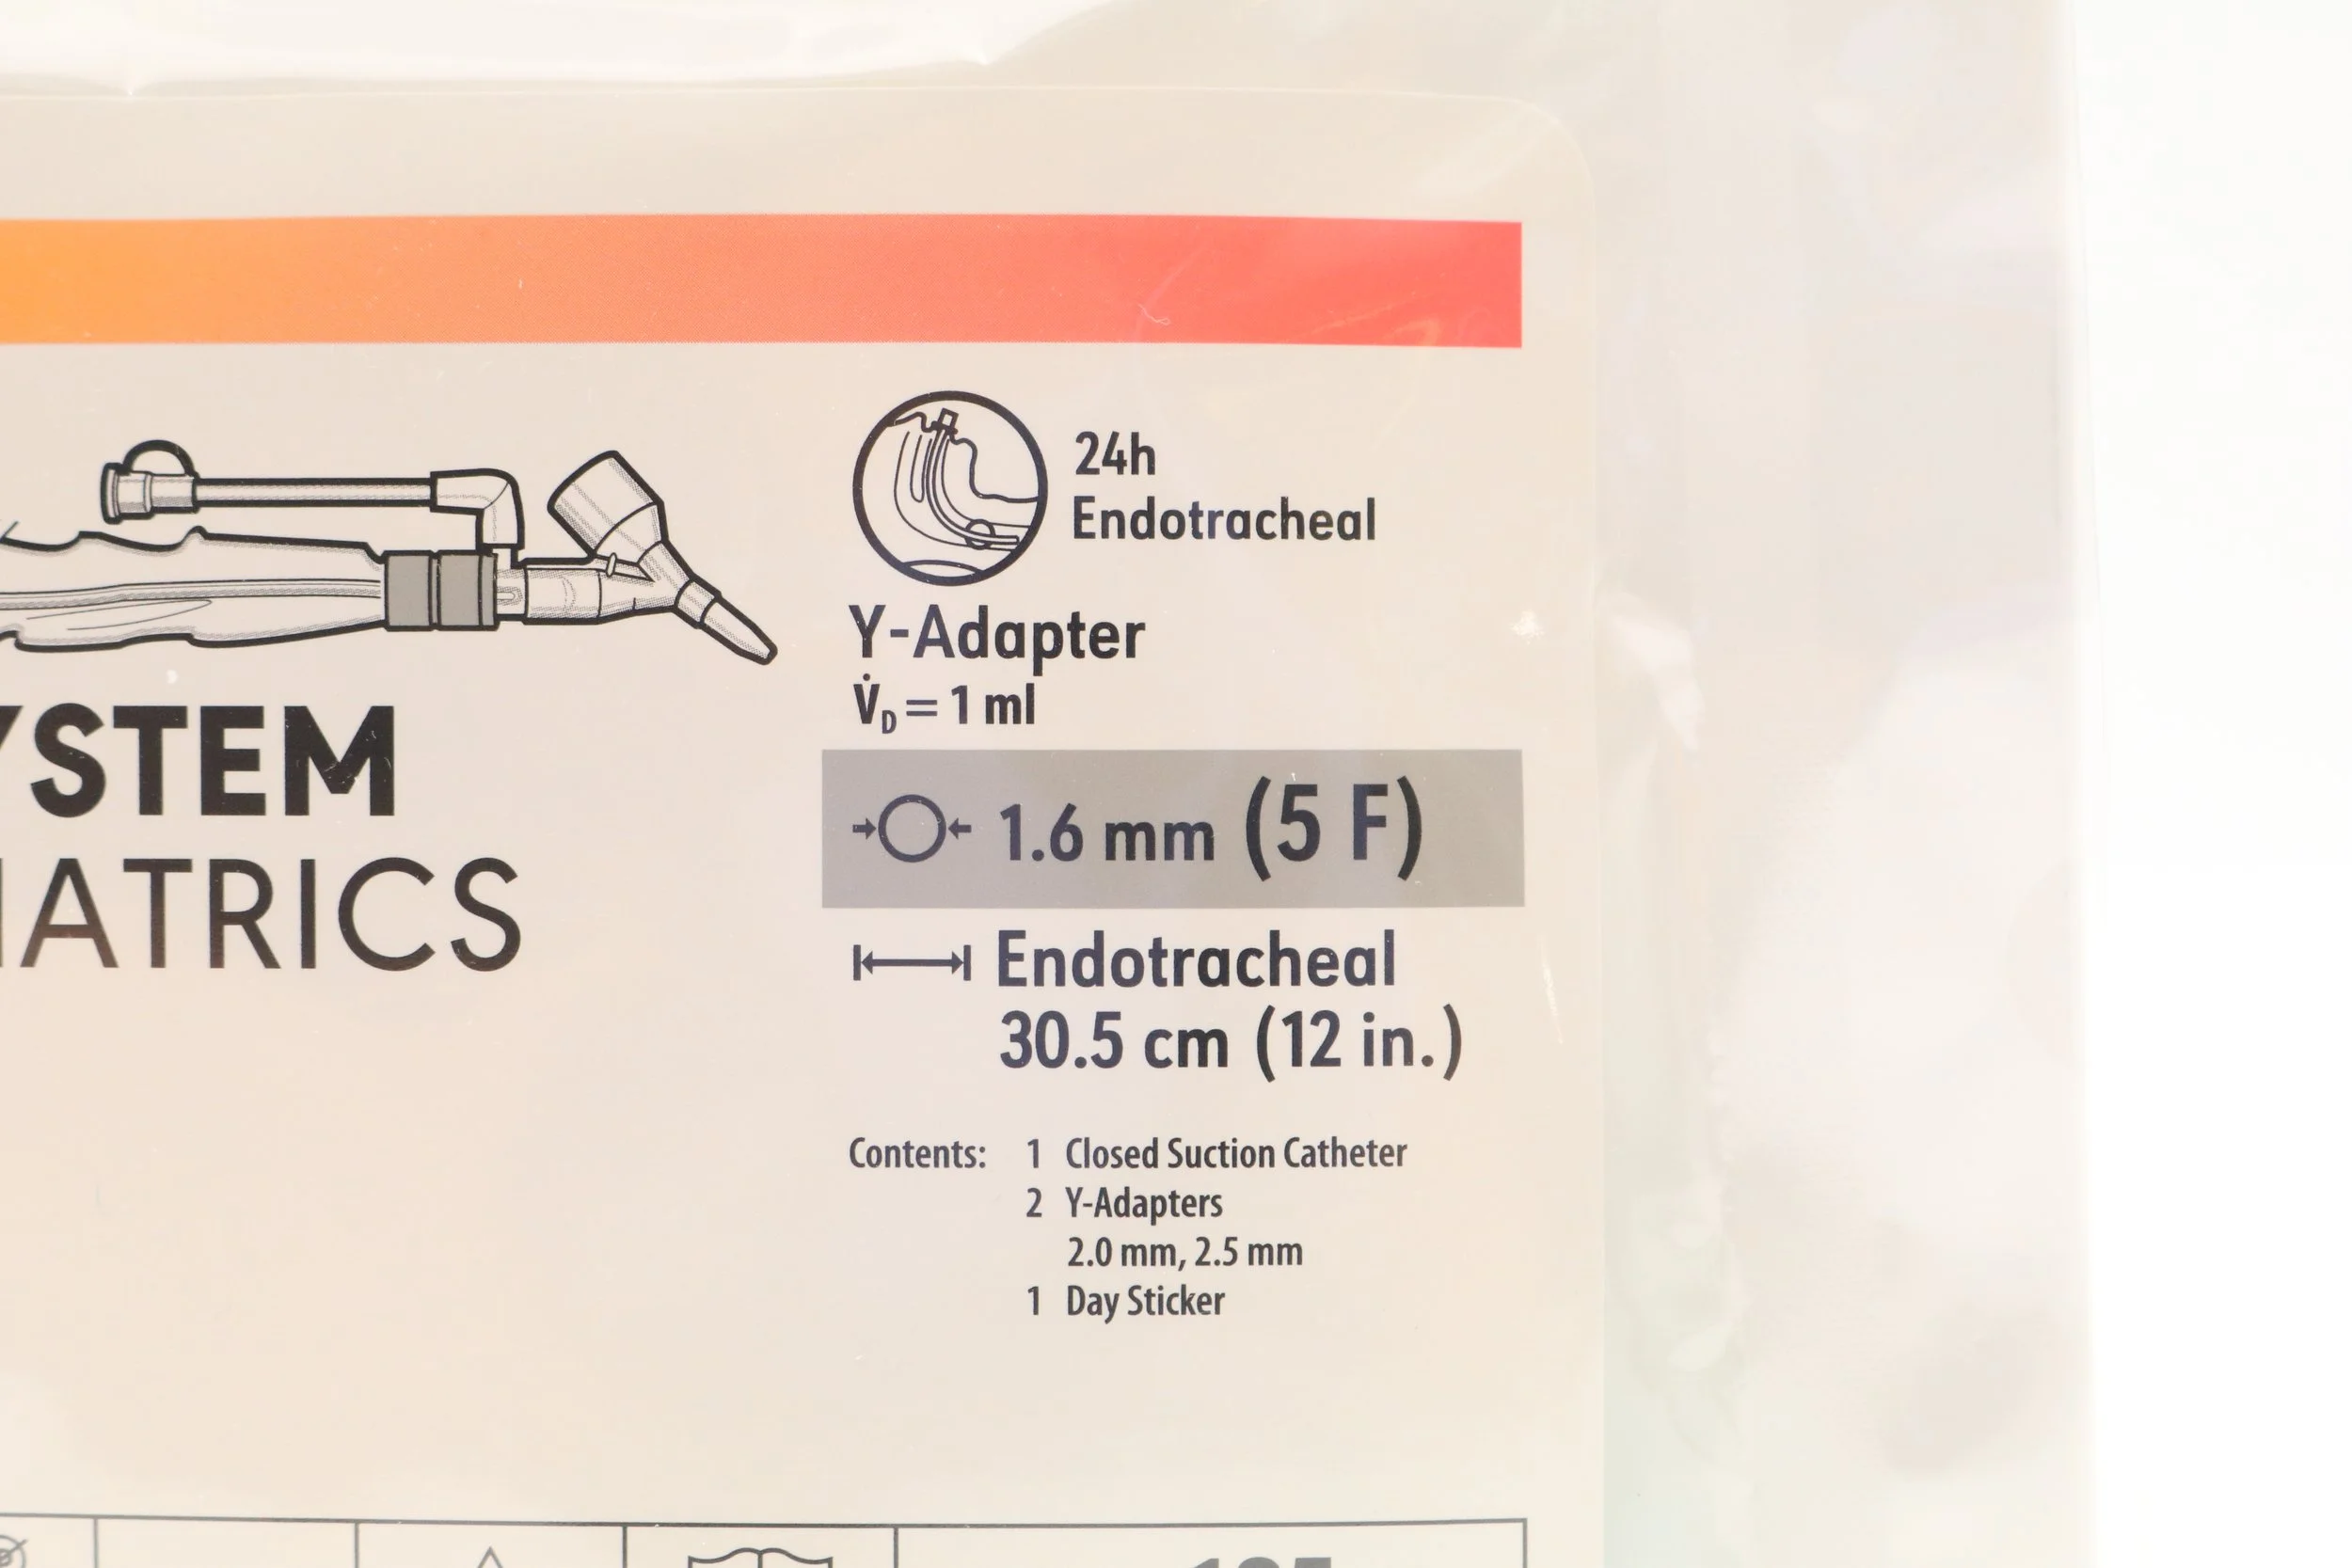 24h
Endotracheal
Y-Adapter
V̇D = 1 ml
YSTEM
IATRICS
1.6 mm (5 F)
Endotracheal
30.5 cm (12 in.)
Contents: 1 Closed Suction Catheter
2 Y-Adapters
2.0 mm, 2.5 mm
1 Day Sticker